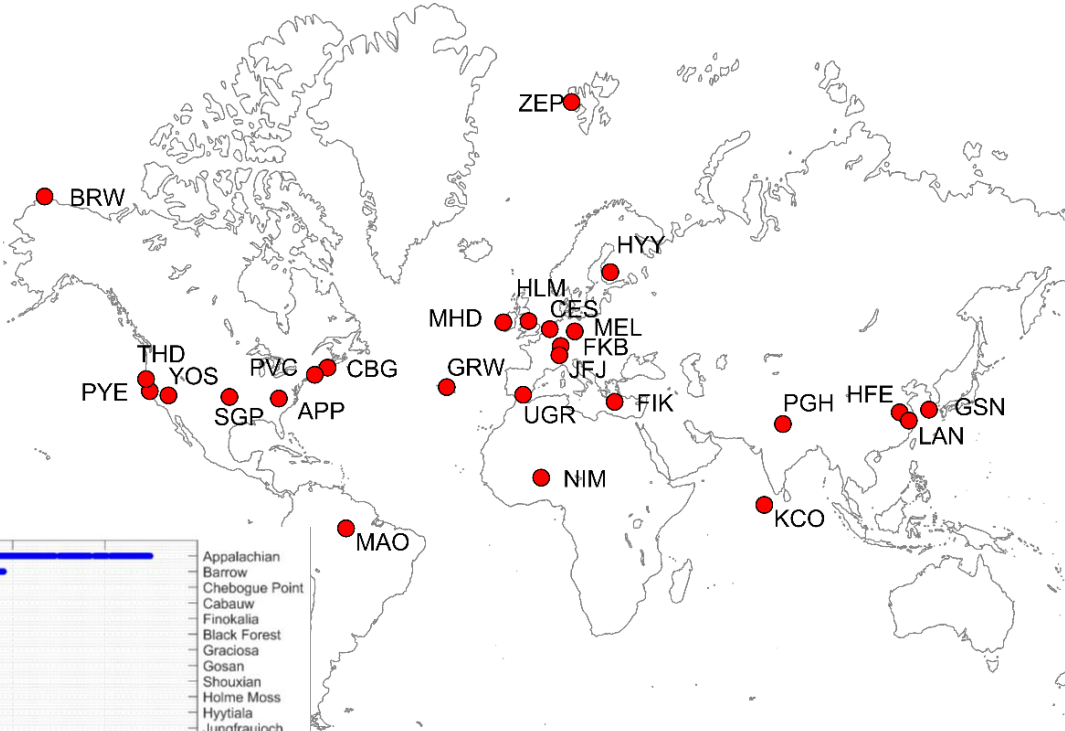 ZEP
BRW
HYY
HLM
CES
MHD
MEL
FKB
THD
PVC
CBG
GRW
JFJ
YOS
PYE
SGP
APP
UGR
FIK
PGH
HFE
GSN
LAN
NIM
KCO
MAO
Appalachian
Barrow
Chebogue Point
Cabauw
Finokalia
Black Forest
Graciosa
Gosan
Shouxian
Holme Moss
Hyytiala
Jungfraujoch